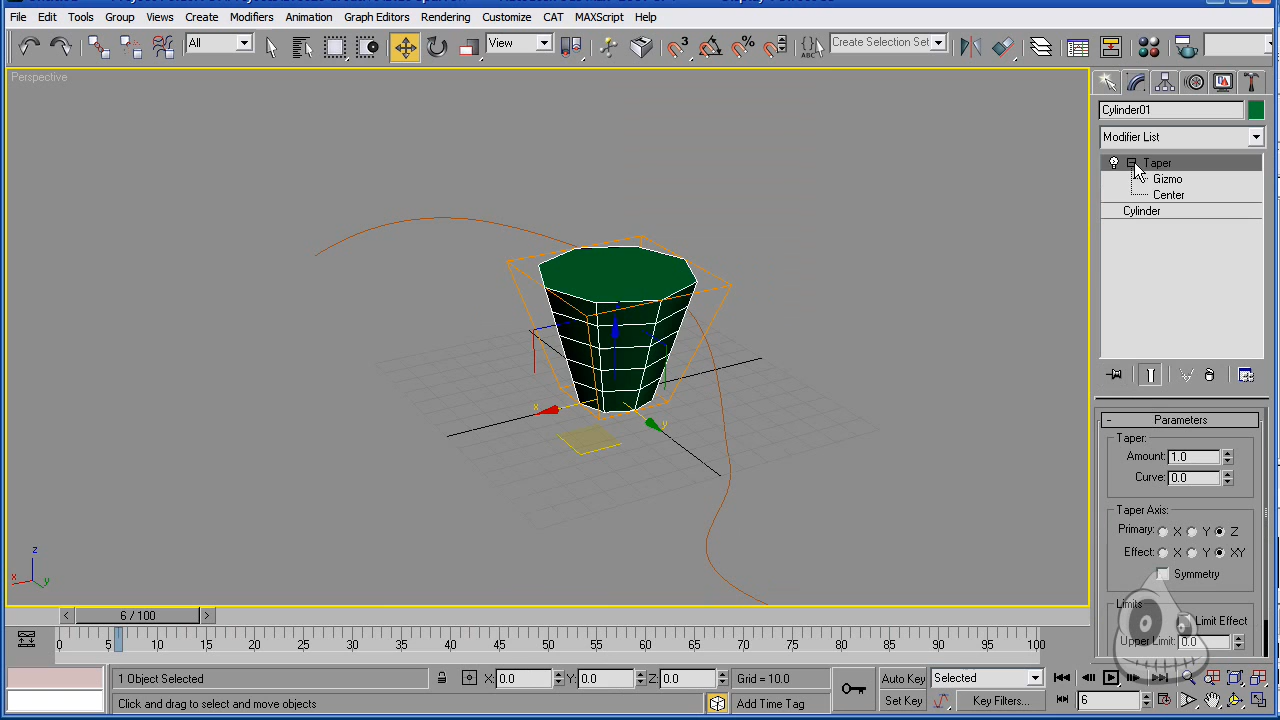 File Edit Tools Group Views Create Modifiers Animation Graph Editors Rendering Customize CAT MAXScript Help
All View Create Selection Set
Perspective
Cylinder01
Modifier List
Taper
Gizmo
Center
Cylinder
Parameters
Taper:
Amount: 1.0
Curve: 0.0
Taper Axis:
Primary: X Y Z
Effect: X Y XY
Symmetry
Limits
Limit Effect
Upper Limit: 0.0
x
y
z
x
y
< 6 / 100 >
0 5 10 15 20 25 30 35 40 45 50 55 60 65 70 75 80 85 90 95 100
1 Object Selected X: 0.0 Y: 0.0 Z: 0.0 Grid = 10.0 Auto Key Selected
Click and drag to select and move objects Add Time Tag Set Key Key Filters... 6